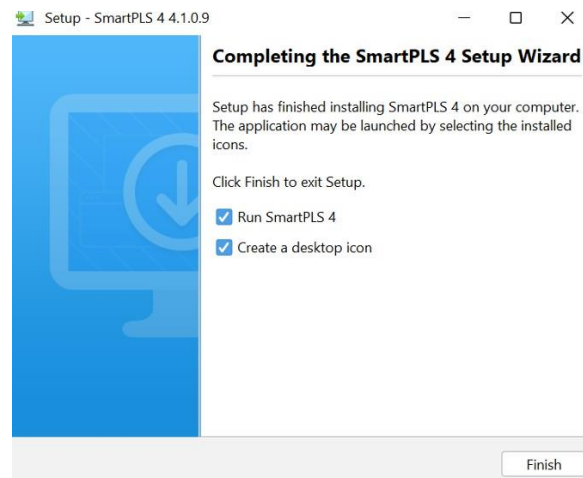 Setup - SmartPLS 4 4.1.0.9
Completing the SmartPLS 4 Setup Wizard
Setup has finished installing SmartPLS 4 on your computer.
The application may be launched by selecting the installed
icons.
Click Finish to exit Setup.
Run SmartPLS 4
Create a desktop icon
Finish